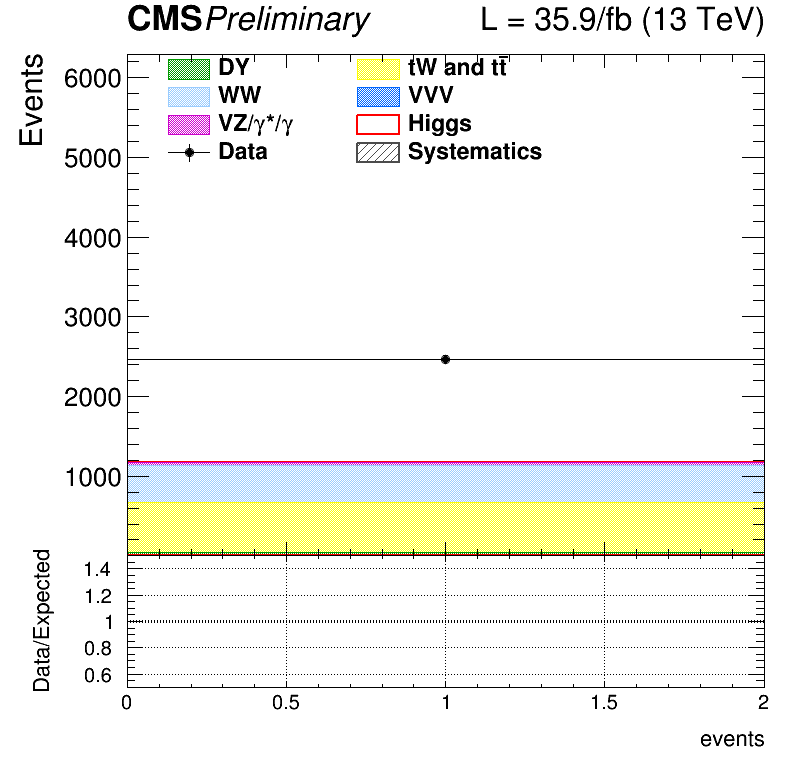 CMS Preliminary L = 35.9/fb (13 TeV)
Events
6000
5000
4000
3000
2000
1000
DY
tW and tt̄
WW
VVV
VZ/γ*/γ
Higgs
Data
Systematics
Data/Expected
1.4
1.2
1
0.8
0.6
0 0.5 1 1.5 2
events